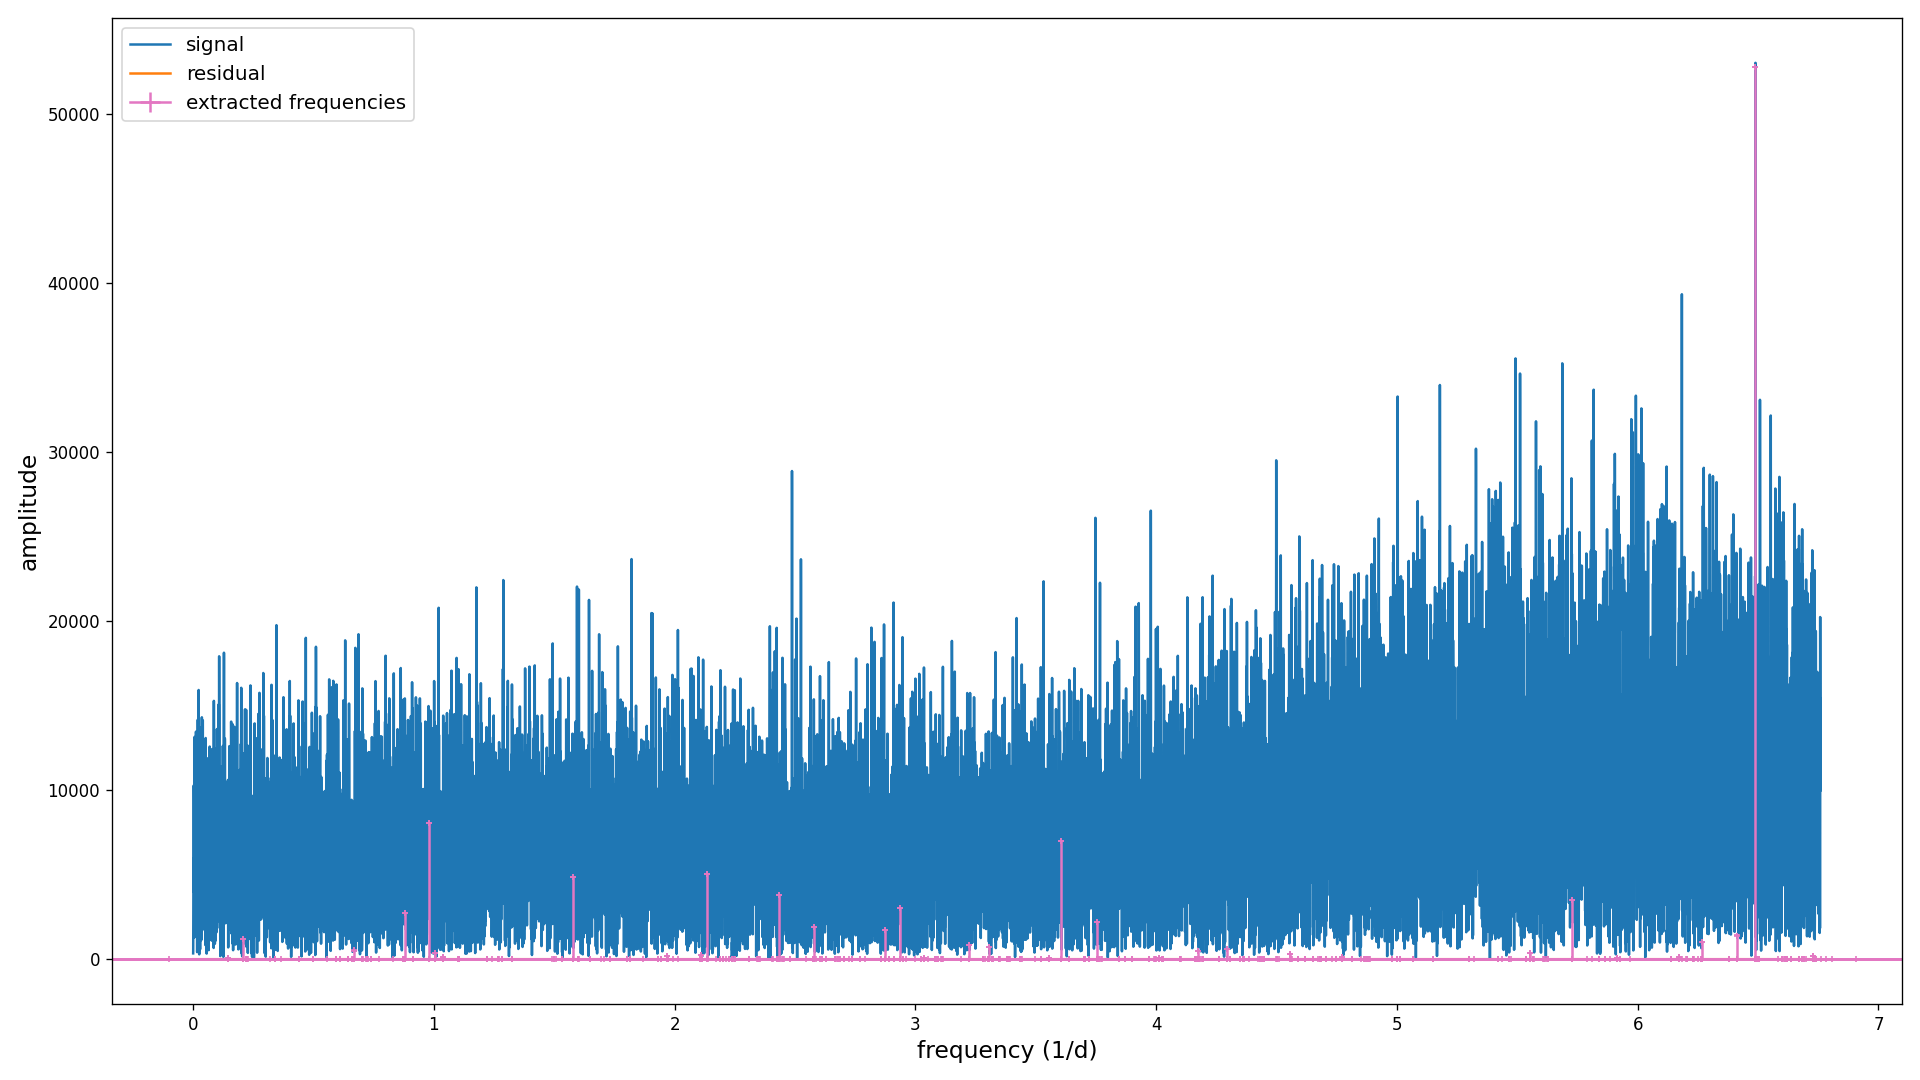 signal
residual
extracted frequencies
amplitude
50000
40000
30000
20000
10000
0
0 1 2 3 4 5 6 7
frequency (1/d)